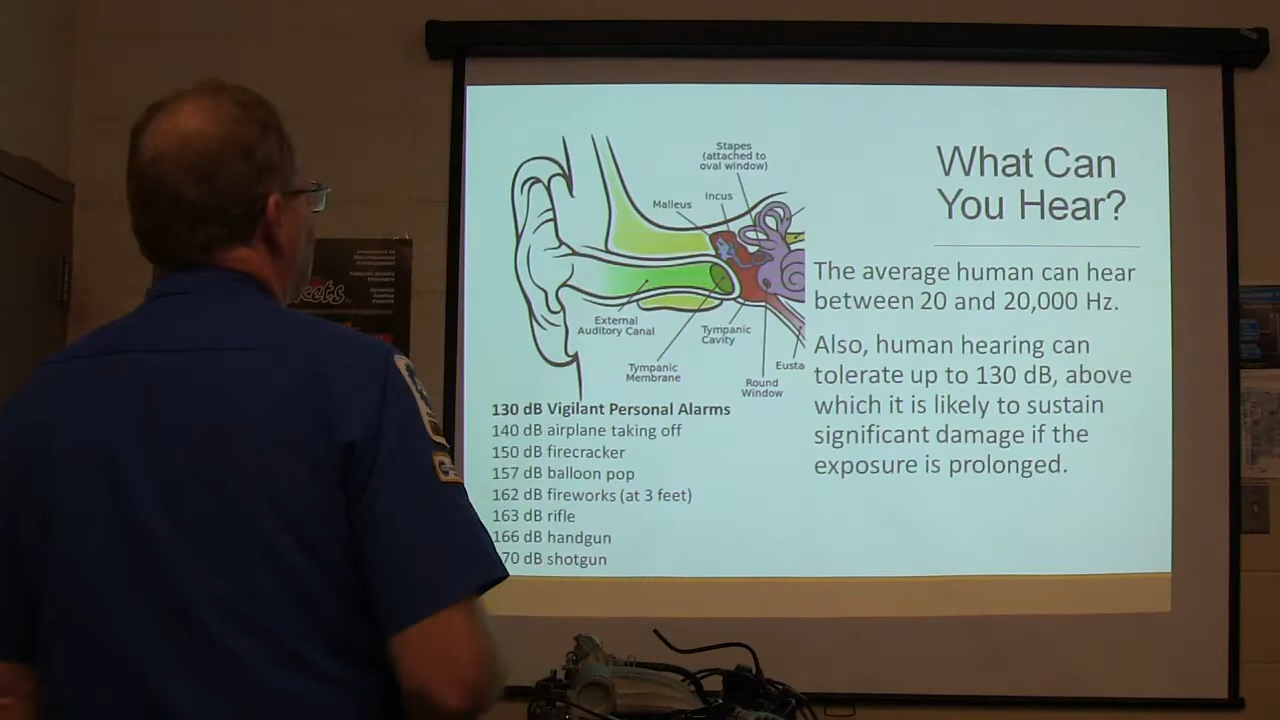 What Can
You Hear?
The average human can hear
between 20 and 20,000 Hz.
Also, human hearing can
tolerate up to 130 dB, above
which it is likely to sustain
significant damage if the
exposure is prolonged.
Stapes
(attached to
oval window)
Incus
Malleus
External
Auditory Canal
Tympanic
Cavity
Tympanic
Membrane
Eusta
Round
Window
130 dB Vigilant Personal Alarms
140 dB airplane taking off
150 dB firecracker
157 dB balloon pop
162 dB fireworks (at 3 feet)
163 dB rifle
166 dB handgun
70 dB shotgun
kets